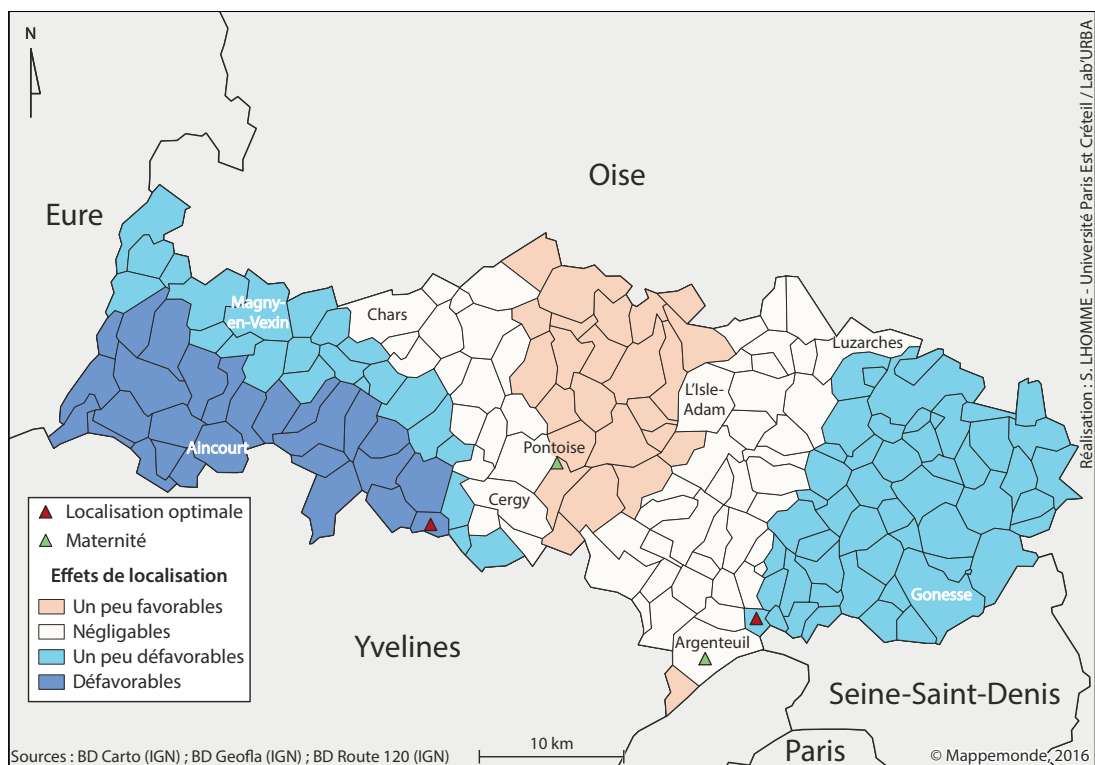 N
Oise
Eure
Magny-
en-Vexin
Chars
Luzarches
L'Isle-
Adam
Aincourt
Pontoise
Cergy
Gonesse
Argenteuil
Yvelines
Seine-Saint-Denis
Paris
Localisation optimale
Maternité
Effets de localisation
Un peu favorables
Négligables
Un peu défavorables
Défavorables
10 km
Sources : BD Carto (IGN) ; BD Geofla (IGN) ; BD Route 120 (IGN)
© Mappemonde, 2016
Réalisation : S. LHOMME - Université Paris Est Créteil / Lab'URBA